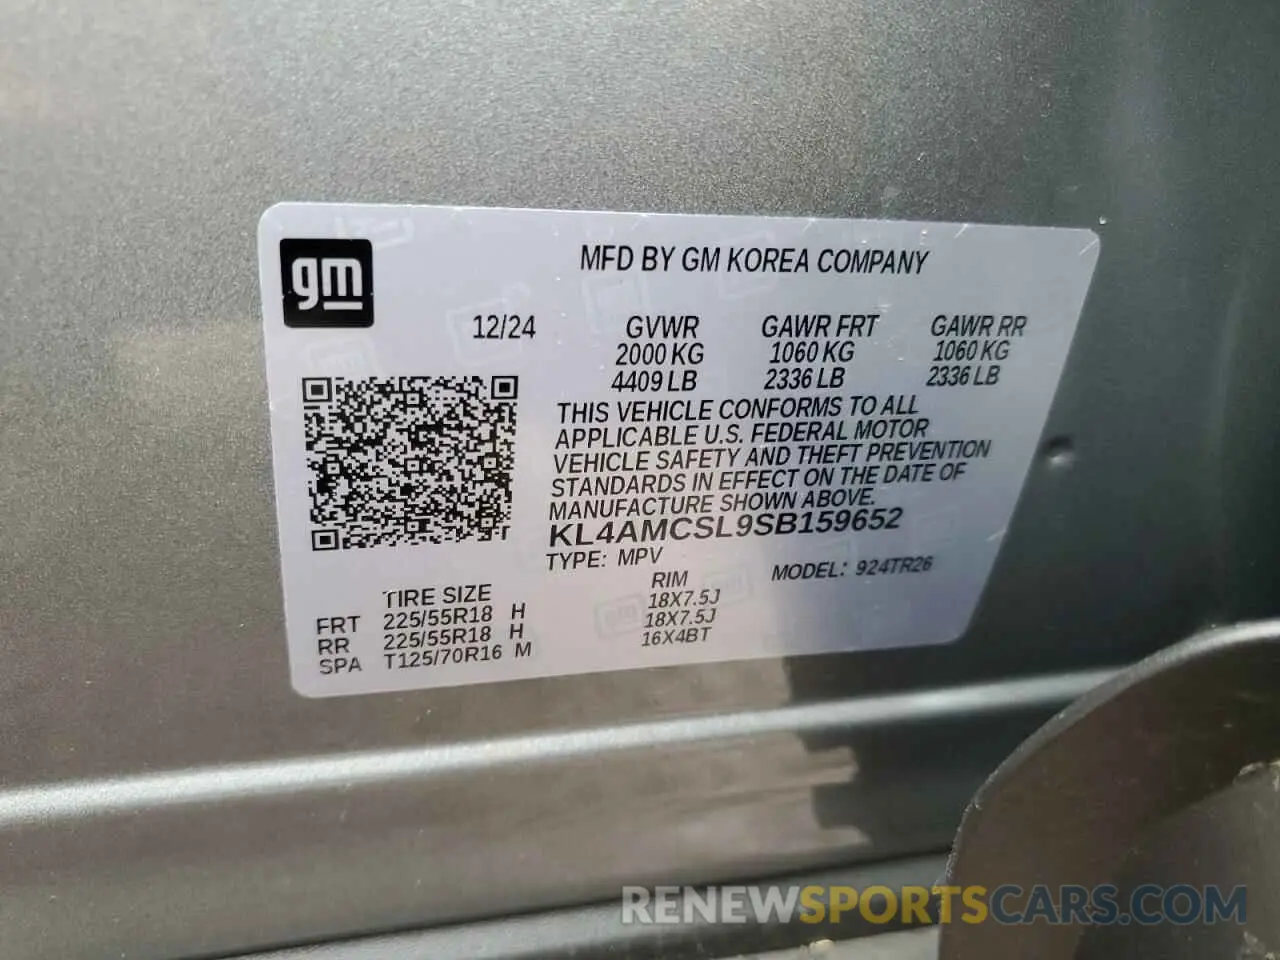 gm
MFD BY GM KOREA COMPANY
12/24 GVWR GAWR FRT GAWR RR
2000 KG 1060 KG 1060 KG
4409 LB 2336 LB 2336 LB
THIS VEHICLE CONFORMS TO ALL
APPLICABLE U.S. FEDERAL MOTOR
VEHICLE SAFETY AND THEFT PREVENTION
STANDARDS IN EFFECT ON THE DATE OF
MANUFACTURE SHOWN ABOVE.
KL4AMCSL9SB159652
TYPE: MPV MODEL: 924TR26
TIRE SIZE RIM
FRT 225/55R18 H 18X7.5J
RR 225/55R18 H 18X7.5J
SPA T125/70R16 M 16X4BT
RENEWSPORTSCARS.COM